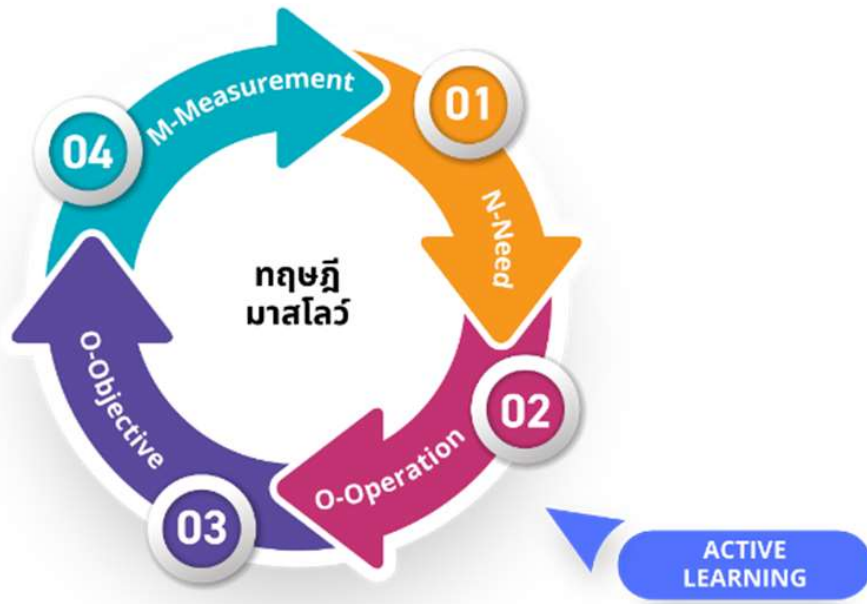 01
N-Need
02
O-Operation
03
O-Objective
04
M-Measurement
ทฤษฎี
มาสโลว์
ACTIVE
LEARNING